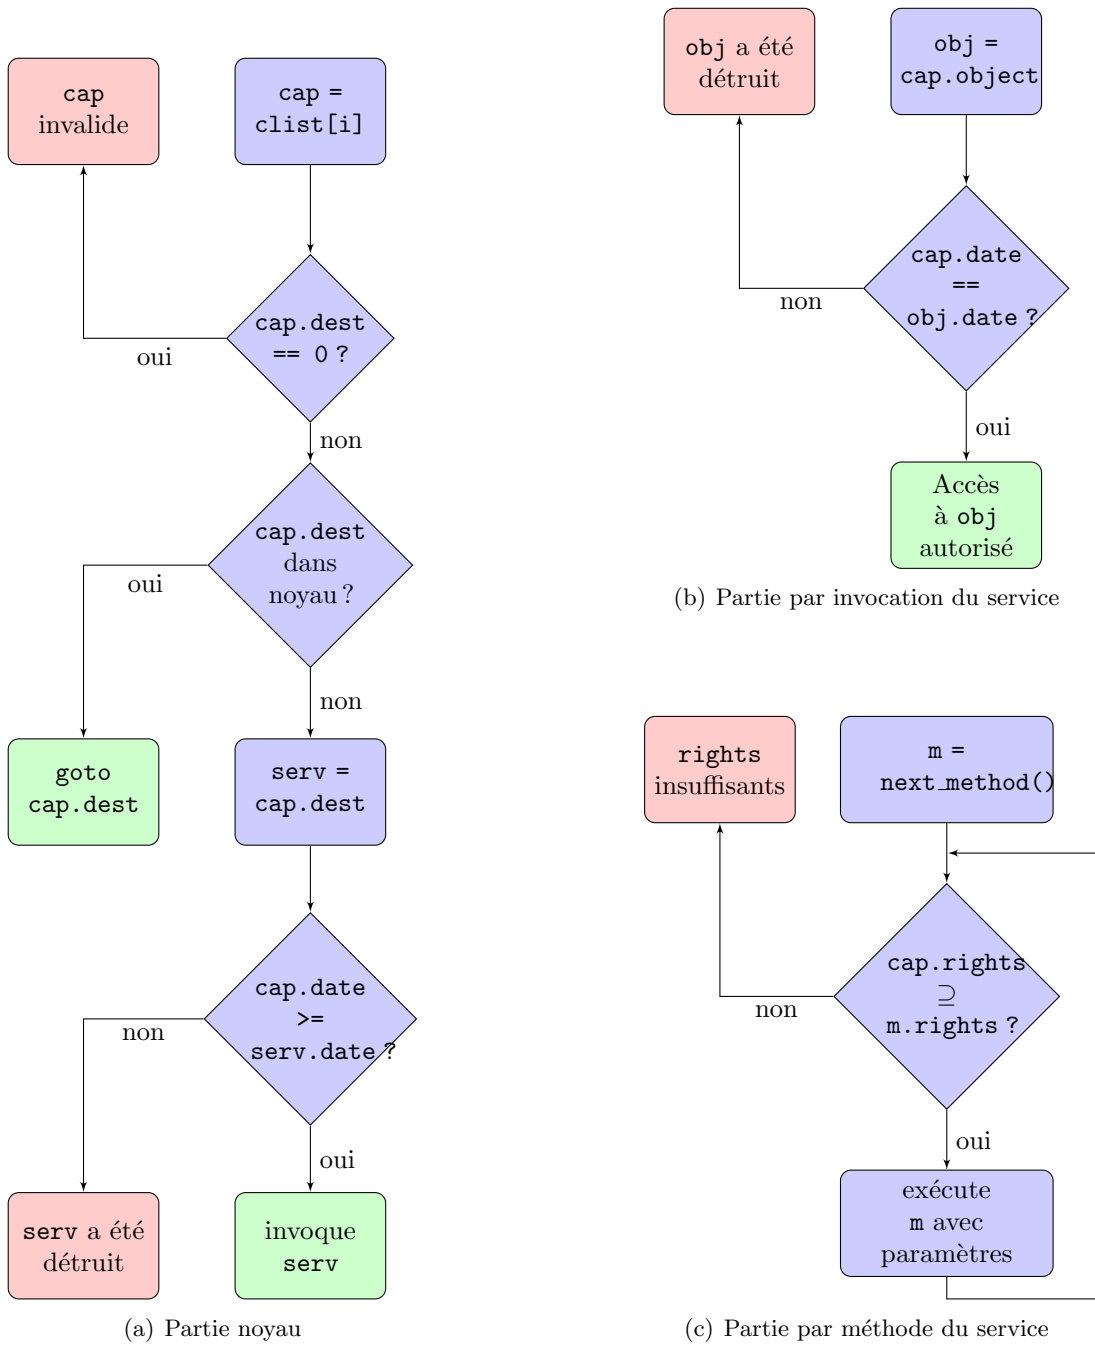 cap
invalide
cap =
clist[i]
cap.dest
== 0 ?
oui
non
cap.dest
dans
noyau ?
oui
non
goto
cap.dest
serv =
cap.dest
cap.date
>=
serv.date ?
non
oui
serv a été
détruit
invoque
serv
(a) Partie noyau
obj a été
détruit
obj =
cap.object
cap.date
==
obj.date ?
non
oui
Accès
à obj
autorisé
(b) Partie par invocation du service
rights
insuffisants
m =
next_method()
cap.rights
⊇
m.rights ?
non
oui
exécute
m avec
paramètres
(c) Partie par méthode du service